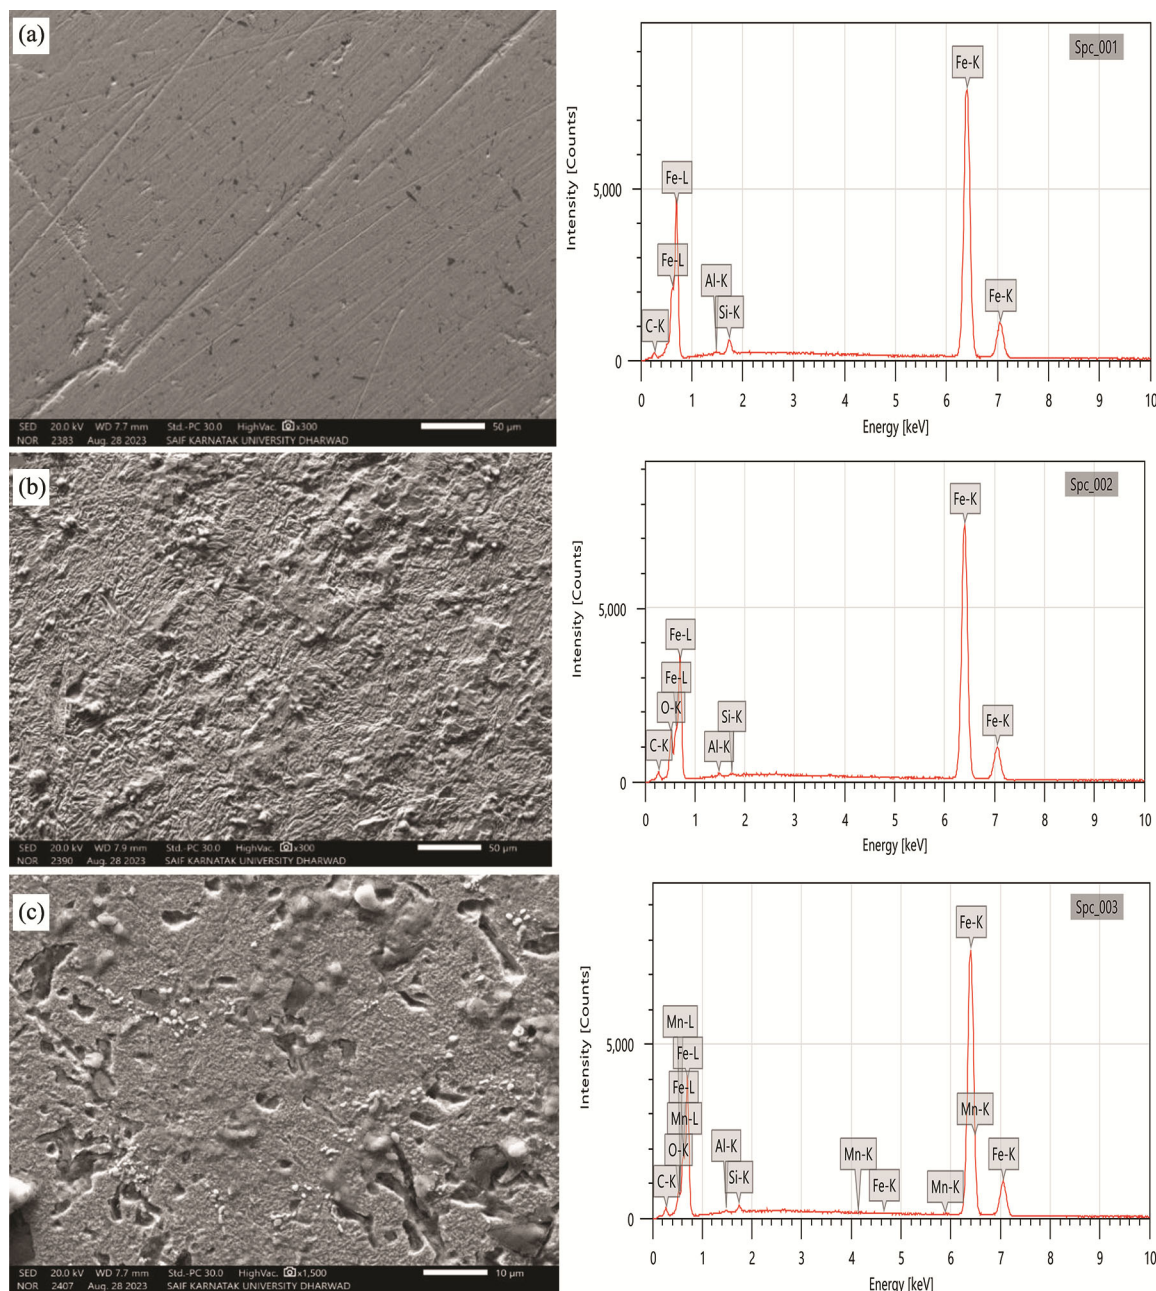 (a)
SED 20.0 kV WD 7.7 mm Std.-PC 30.0 HighVac. x300 50 µm
NOR 2383 Aug. 28 2023 SAIF KARNATAK UNIVERSITY DHARWAD
Spc_001
Fe-K
Fe-L
Fe-L
Al-K
Si-K
C-K
Fe-K
Intensity [Counts]
5,000
0
0 1 2 3 4 5 6 7 8 9 10
Energy [keV]
(b)
SED 20.0 kV WD 7.9 mm Std.-PC 30.0 HighVac. x300 50 µm
NOR 2390 Aug. 28 2023 SAIF KARNATAK UNIVERSITY DHARWAD
Spc_002
Fe-K
Fe-L
Fe-L
O-K
Si-K
C-K
Al-K
Fe-K
Intensity [Counts]
5,000
0
0 1 2 3 4 5 6 7 8 9 10
Energy [keV]
(c)
SED 20.0 kV WD 7.7 mm Std.-PC 30.0 HighVac. x1,500 10 µm
NOR 2407 Aug. 28 2023 SAIF KARNATAK UNIVERSITY DHARWAD
Spc_003
Fe-K
Mn-L
Fe-L
Fe-L
Mn-L
O-K
C-K
Al-K
Si-K
Mn-K
Fe-K
Mn-K
Mn-K
Fe-K
Intensity [Counts]
5,000
0
0 1 2 3 4 5 6 7 8 9 10
Energy [keV]